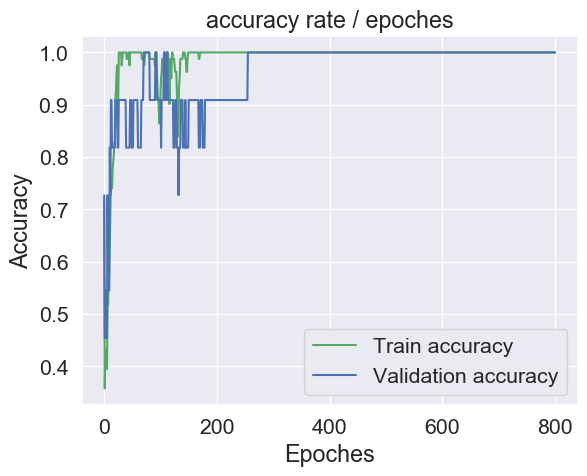 accuracy rate / epoches
1.0
0.9
0.8
0.7
0.6
0.5
0.4
Accuracy
Train accuracy
Validation accuracy
0 200 400 600 800
Epoches